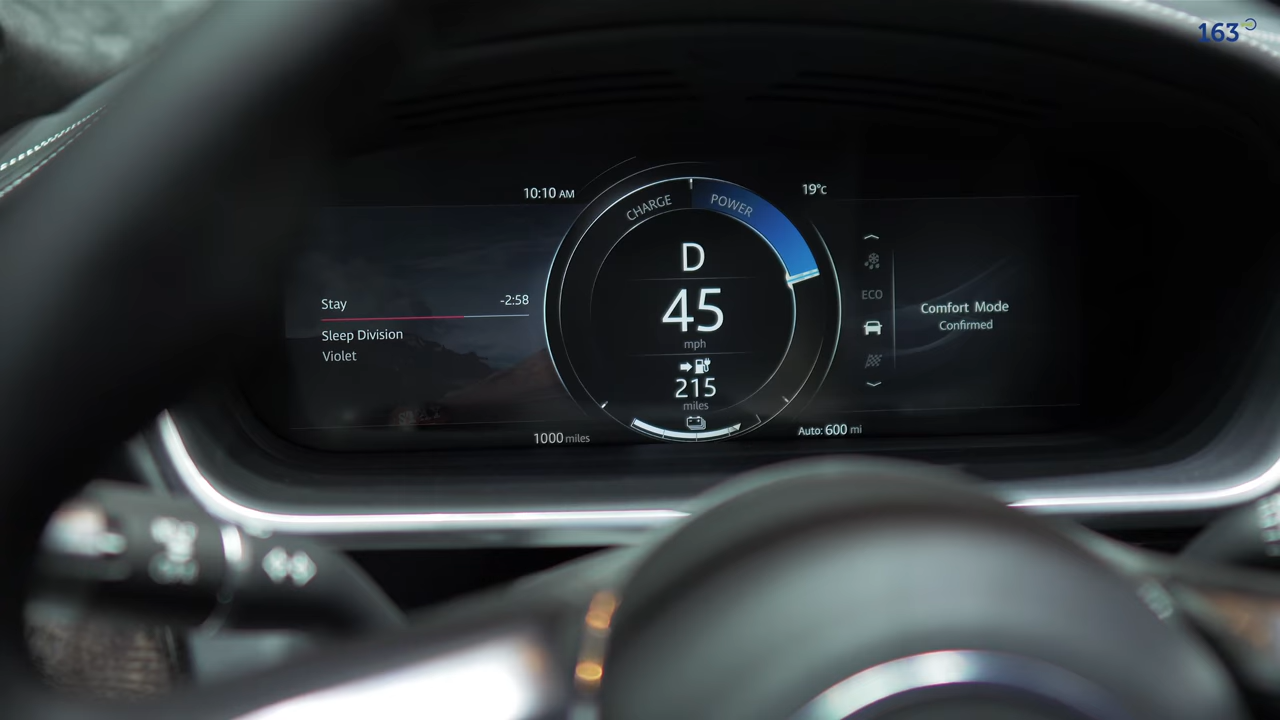 163
10:10 AM
19°c
CHARGE
POWER
D
45
mph
215
miles
Stay
-2:58
Sleep Division
Violet
ECO
Comfort Mode
Confirmed
1000 miles
Auto: 600 mi